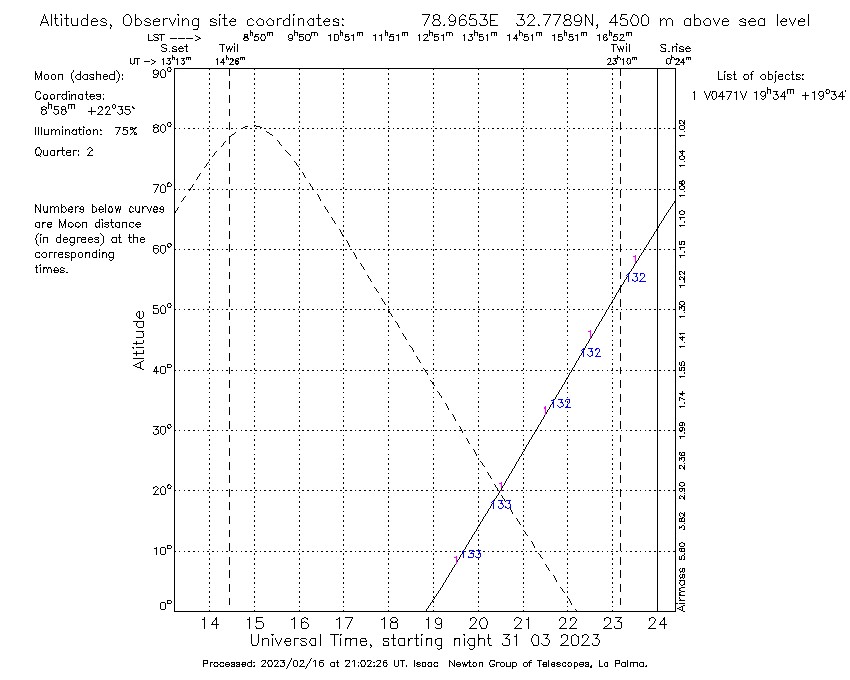 Altitudes, Observing site coordinates: 78.9653E 32.7789N, 4500 m above sea level
LST ---> 8ʰ50ᵐ 9ʰ50ᵐ 10ʰ51ᵐ 11ʰ51ᵐ 12ʰ51ᵐ 13ʰ51ᵐ 14ʰ51ᵐ 15ʰ51ᵐ 16ʰ52ᵐ
S.set Twil Twil S.rise
UT -> 13ʰ13ᵐ 14ʰ26ᵐ 23ʰ10ᵐ 0ʰ24ᵐ
Moon (dashed):
Coordinates:
8ʰ58ᵐ +22°35'
Illumination: 75%
Quarter: 2
Numbers below curves
are Moon distance
(in degrees) at the
corresponding
times.
List of objects:
1 V0471V 19ʰ34ᵐ +19°34'
Altitude
90°
80°
70°
60°
50°
40°
30°
20°
10°
0°
1
132
1
132
1
132
1
133
1
133
1.02
1.04
1.06
1.10
1.15
1.22
1.30
1.41
1.55
1.74
1.99
2.36
2.90
3.82
5.60
Airmass
14 15 16 17 18 19 20 21 22 23 24
Universal Time, starting night 31 03 2023
Processed: 2023/02/16 at 21:02:26 UT. Isaac Newton Group of Telescopes, La Palma.